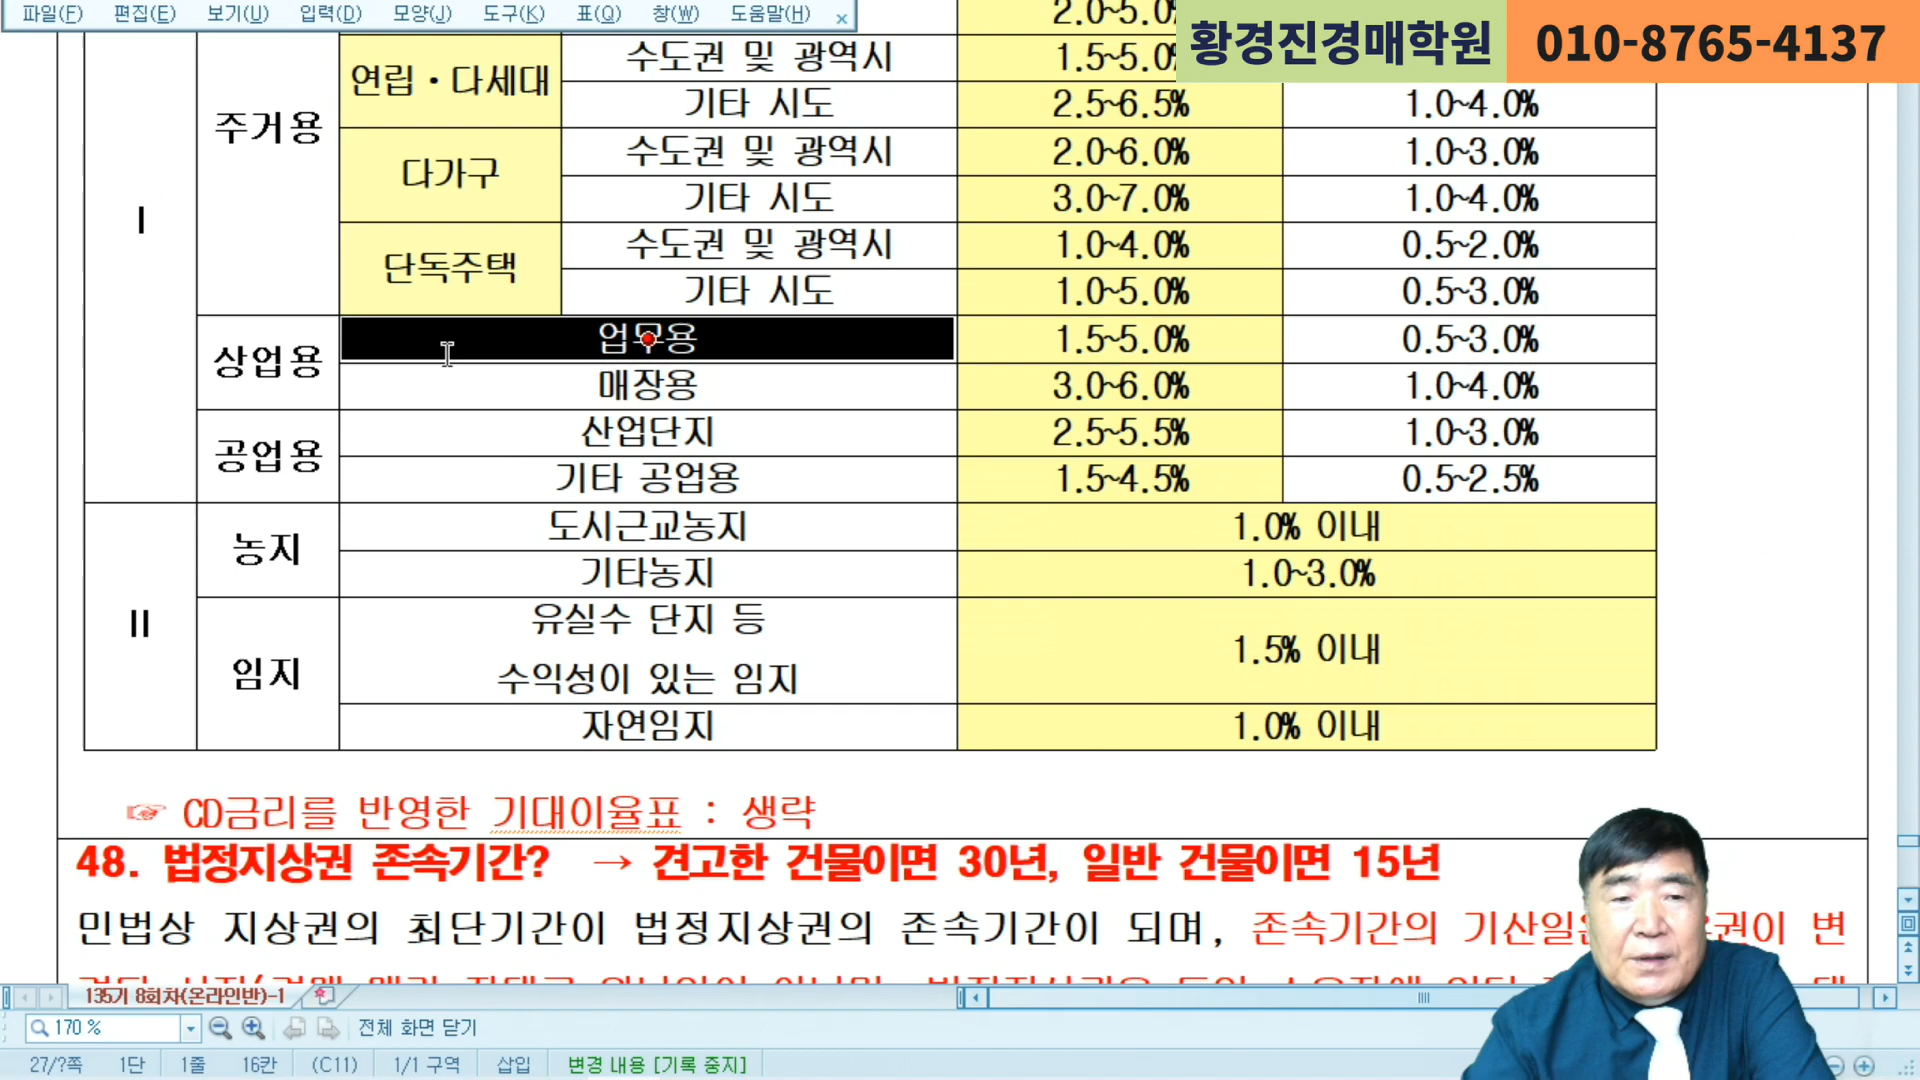 파일(F) 편집(E) 보기(U) 입력(D) 모양(J) 도구(K) 표(Q) 창(W) 도움말(H) x
황경진경매학원 010-8765-4137
2.0~5.0%
I 주거용 연립·다세대 수도권 및 광역시 1.5~5.0%
기타 시도 2.5~6.5% 1.0~4.0%
다가구 수도권 및 광역시 2.0~6.0% 1.0~3.0%
기타 시도 3.0~7.0% 1.0~4.0%
단독주택 수도권 및 광역시 1.0~4.0% 0.5~2.0%
기타 시도 1.0~5.0% 0.5~3.0%
상업용 업무용 1.5~5.0% 0.5~3.0%
매장용 3.0~6.0% 1.0~4.0%
공업용 산업단지 2.5~5.5% 1.0~3.0%
기타 공업용 1.5~4.5% 0.5~2.5%
II 농지 도시근교농지 1.0% 이내
기타농지 1.0~3.0%
임지 유실수 단지 등
수익성이 있는 임지 1.5% 이내
자연임지 1.0% 이내
☞ CD금리를 반영한 기대이율표 : 생략
48. 법정지상권 존속기간? → 견고한 건물이면 30년, 일반 건물이면 15년
민법상 지상권의 최단기간이 법정지상권의 존속기간이 되며, 존속기간의 기산일은 권이 변
135기 8회차(온라인반)-1
170 % 전체 화면 닫기
27/?쪽 1단 1줄 16칸 (C11) 1/1 구역 삽입 변경 내용 [기록 중지]